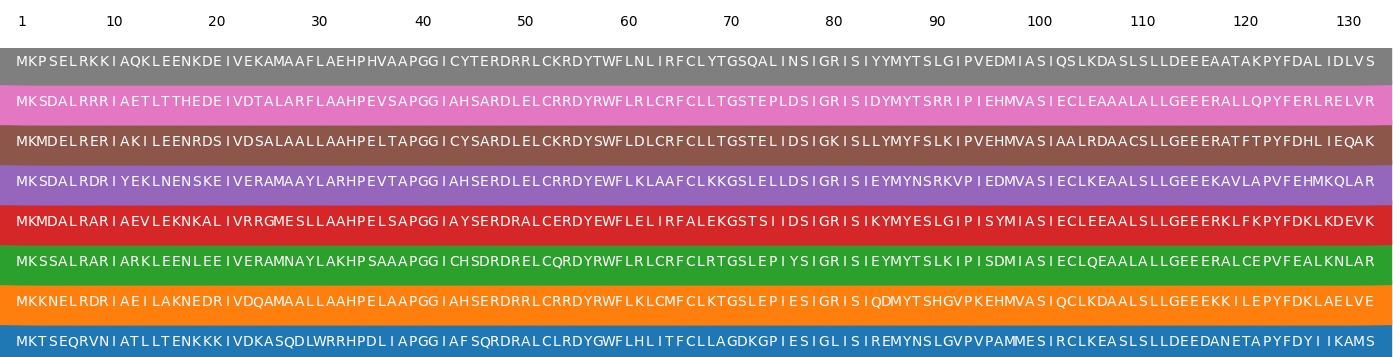 1 10 20 30 40 50 60 70 80 90 100 110 120 130
MKPSELRKKIAQKLEENKDEIVEKAMAAFLAEHPHVAAPGGICYTERDRRLCKRDYTWFLNLIRFCLYTGSQALINSIGRISIYYMYTSLGIPVEDMIASIQSLKDASLSLLDEEEAATAKPYFDALIDLVS
MKSDALRRRIAETLTTHEDEIVDTALARFLAAHPEVSAPGGIAHSARDLELCRRDYRWFLRLCRFCLLTGSTEPLDSIGRISIDYMYTSRRIPIEHMVASIECLEAAALALLGEEERALLQPYFERLRELVR
MKMDELRERIAKILEENRDSIVDSALAALLAAHPELTAPGGICYSARDLELCKRDYSWFLDLCRFCLLTGSTELIDSIGKISLLYMYFSLKIPVEHMVASIAALRDAACSLLGEEERATFTPYFDHLIEQAK
MKSDALRDRIYEKLNENSKEIVERAMAAYLARHPEVTAPGGIAHSERDLELCRRDYEWFLKLAAFCLKKGSLELLDSIGRISIEYMYNSRKVPIEDMVASIECLKEAALSLLGEEEKAVLAPVFEHMKQLAR
MKMDALRARIAEVLEKNKALIVRRGMESLLAAHPELSAPGGIAYSERDRALCERDYEWFLELIRFALEKGSTSIIDSIGRISIKYMYESLGIPISYMIASIECLEEAALSLLGEEERKLFKPYFDKLKDEVK
MKSSALRARIARKLEENLEEIVERAMNAYLAKHPSAAAPGGICHSDRDRELCQRDYRWFLRLCRFCLRTGSLEPIYSIGRISIEYMYTSLKIPISDMIASIECLQEAALALLGEEERALCEPVFEALKNLAR
MKKNELRDRIAEILAKNEDRIVDQAMAALLAAHPELAAPGGIAHSERDRRLCRRDYRWFLKLCMFCLKTGSLEPIESIGRISIQDMYTSHGVPKEHMVASIQCLKDAALSLLGEEEKKILEPYFDKLAELVE
MKTSEQRVNIATLLTENKKKIVDKASQDLWRRHPDLIAPGGIAFSQRDRALCLRDYGWFLHLITFCLLAGDKGPIESIGLISIREMYNSLGVPVPAMMESIRCLKEASLSLLDEEDANETAPYFDYIIKAMS